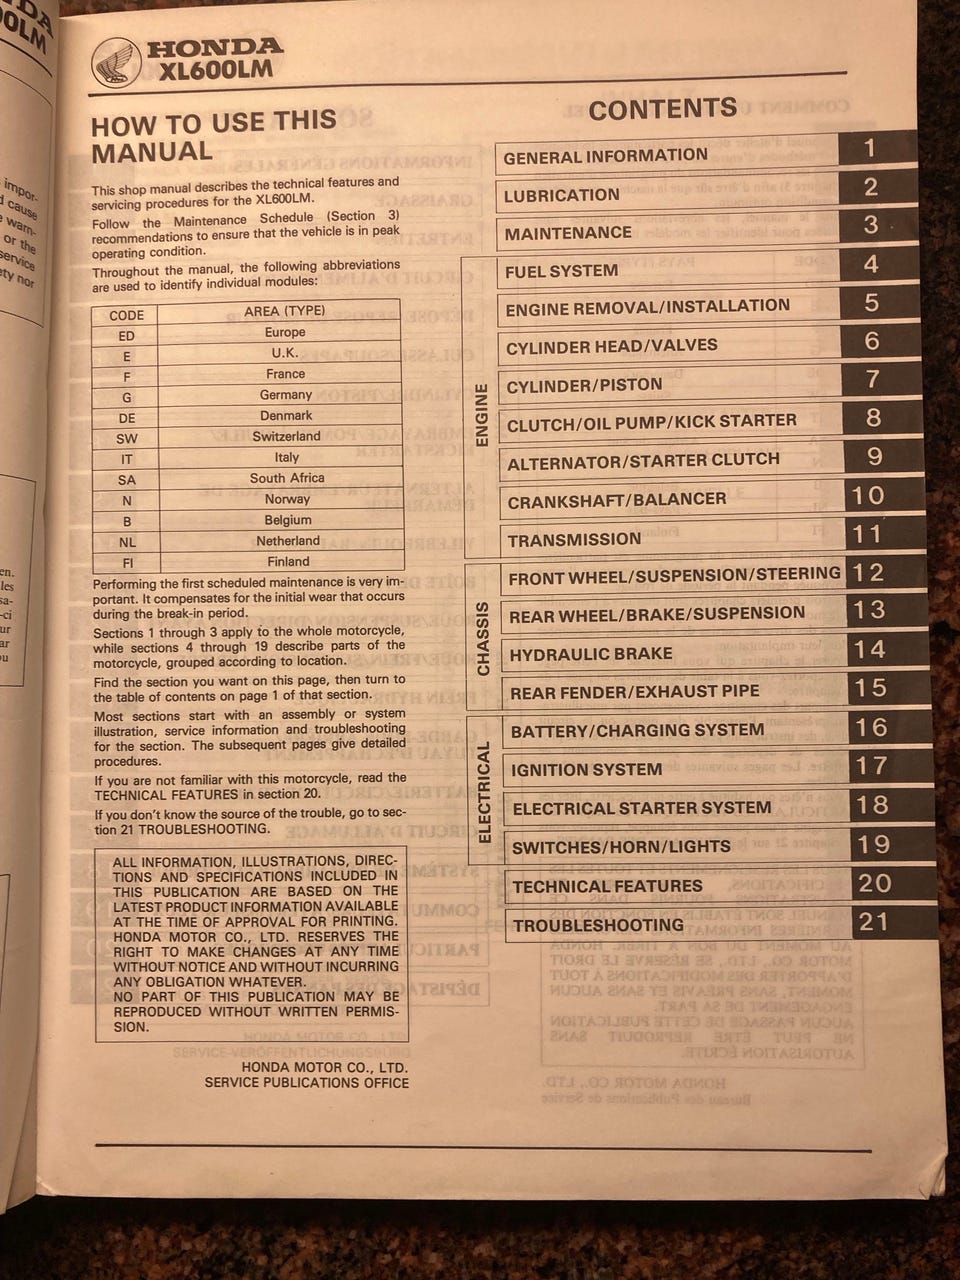 HONDA
XL600LM
HOW TO USE THIS
MANUAL
This shop manual describes the technical features and
servicing procedures for the XL600LM.
Follow the Maintenance Schedule (Section 3)
recommendations to ensure that the vehicle is in peak
operating condition.
Throughout the manual, the following abbreviations
are used to identify individual modules:
CODE AREA (TYPE)
ED Europe
E U.K.
F France
G Germany
DE Denmark
SW Switzerland
IT Italy
SA South Africa
N Norway
B Belgium
NL Netherland
FI Finland
Performing the first scheduled maintenance is very im-
portant. It compensates for the initial wear that occurs
during the break-in period.
Sections 1 through 3 apply to the whole motorcycle,
while sections 4 through 19 describe parts of the
motorcycle, grouped according to location.
Find the section you want on this page, then turn to
the table of contents on page 1 of that section.
Most sections start with an assembly or system
illustration, service information and troubleshooting
for the section. The subsequent pages give detailed
procedures.
If you are not familiar with this motorcycle, read the
TECHNICAL FEATURES in section 20.
If you don't know the source of the trouble, go to sec-
tion 21 TROUBLESHOOTING.
ALL INFORMATION, ILLUSTRATIONS, DIREC-
TIONS AND SPECIFICATIONS INCLUDED IN
THIS PUBLICATION ARE BASED ON THE
LATEST PRODUCT INFORMATION AVAILABLE
AT THE TIME OF APPROVAL FOR PRINTING.
HONDA MOTOR CO., LTD. RESERVES THE
RIGHT TO MAKE CHANGES AT ANY TIME
WITHOUT NOTICE AND WITHOUT INCURRING
ANY OBLIGATION WHATEVER.
NO PART OF THIS PUBLICATION MAY BE
REPRODUCED WITHOUT WRITTEN PERMIS-
SION.
HONDA MOTOR CO., LTD.
SERVICE PUBLICATIONS OFFICE
CONTENTS
GENERAL INFORMATION 1
LUBRICATION 2
MAINTENANCE 3
ENGINE
FUEL SYSTEM 4
ENGINE REMOVAL/INSTALLATION 5
CYLINDER HEAD/VALVES 6
CYLINDER/PISTON 7
CLUTCH/OIL PUMP/KICK STARTER 8
ALTERNATOR/STARTER CLUTCH 9
CRANKSHAFT/BALANCER 10
TRANSMISSION 11
CHASSIS
FRONT WHEEL/SUSPENSION/STEERING 12
REAR WHEEL/BRAKE/SUSPENSION 13
HYDRAULIC BRAKE 14
REAR FENDER/EXHAUST PIPE 15
ELECTRICAL
BATTERY/CHARGING SYSTEM 16
IGNITION SYSTEM 17
ELECTRICAL STARTER SYSTEM 18
SWITCHES/HORN/LIGHTS 19
TECHNICAL FEATURES 20
TROUBLESHOOTING 21